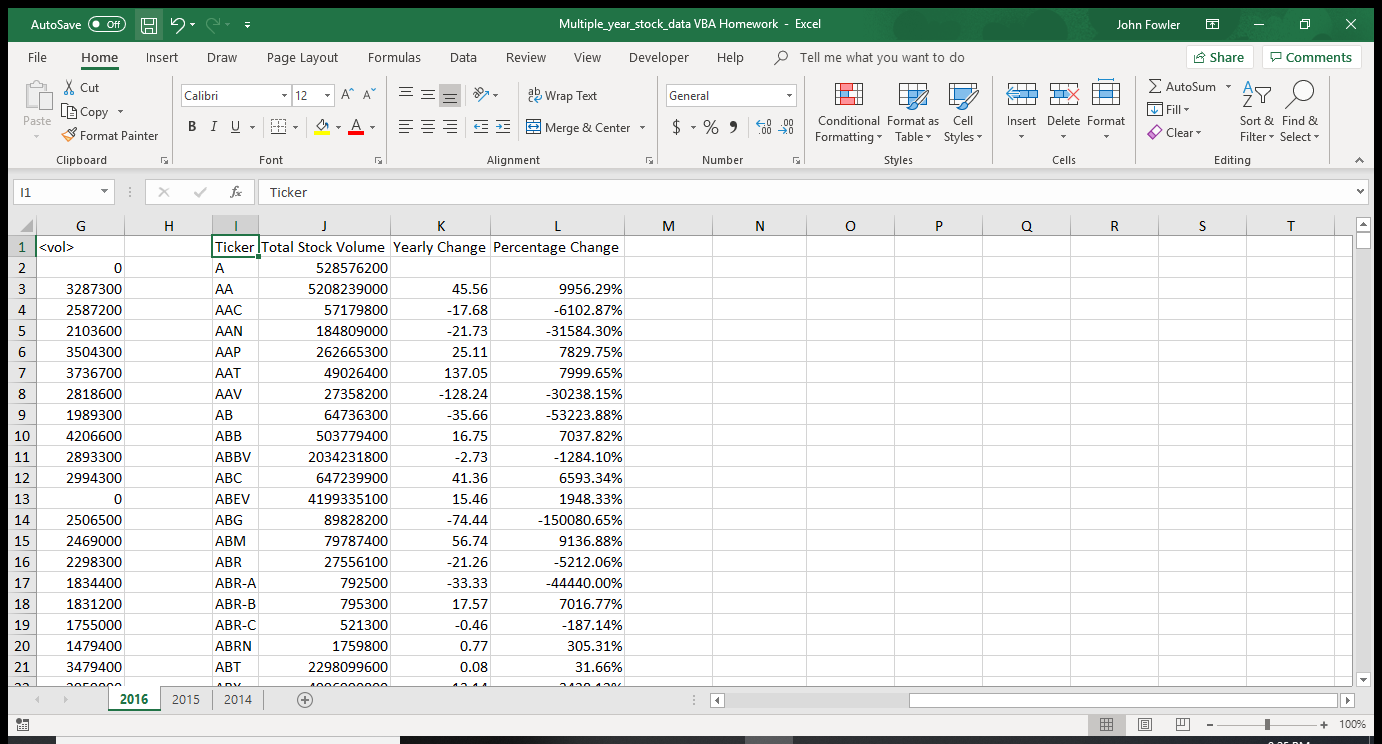 AutoSave Off Multiple_year_stock_data VBA Homework - Excel John Fowler
File Home Insert Draw Page Layout Formulas Data Review View Developer Help Tell me what you want to do Share Comments
Paste Cut Copy Format Painter Clipboard
Calibri 12 A^ A˅ B I U A Font
ab Wrap Text Merge & Center Alignment
General $ % , .00 .00 Number
Conditional Formatting Format as Table Cell Styles Styles
Insert Delete Format Cells
AutoSum Fill Clear Sort & Filter Find & Select Editing
I1 fx Ticker
G H I J K L M N O P Q R S T
1 <vol> Ticker Total Stock Volume Yearly Change Percentage Change
2 0 A 528576200
3 3287300 AA 5208239000 45.56 9956.29%
4 2587200 AAC 57179800 -17.68 -6102.87%
5 2103600 AAN 184809000 -21.73 -31584.30%
6 3504300 AAP 262665300 25.11 7829.75%
7 3736700 AAT 49026400 137.05 7999.65%
8 2818600 AAV 27358200 -128.24 -30238.15%
9 1989300 AB 64736300 -35.66 -53223.88%
10 4206600 ABB 503779400 16.75 7037.82%
11 2893300 ABBV 2034231800 -2.73 -1284.10%
12 2994300 ABC 647239900 41.36 6593.34%
13 0 ABEV 4199335100 15.46 1948.33%
14 2506500 ABG 89828200 -74.44 -150080.65%
15 2469000 ABM 79787400 56.74 9136.88%
16 2298300 ABR 27556100 -21.26 -5212.06%
17 1834400 ABR-A 792500 -33.33 -44440.00%
18 1831200 ABR-B 795300 17.57 7016.77%
19 1755000 ABR-C 521300 -0.46 -187.14%
20 1479400 ABRN 1759800 0.77 305.31%
21 3479400 ABT 2298099600 0.08 31.66%
2016 2015 2014
100%